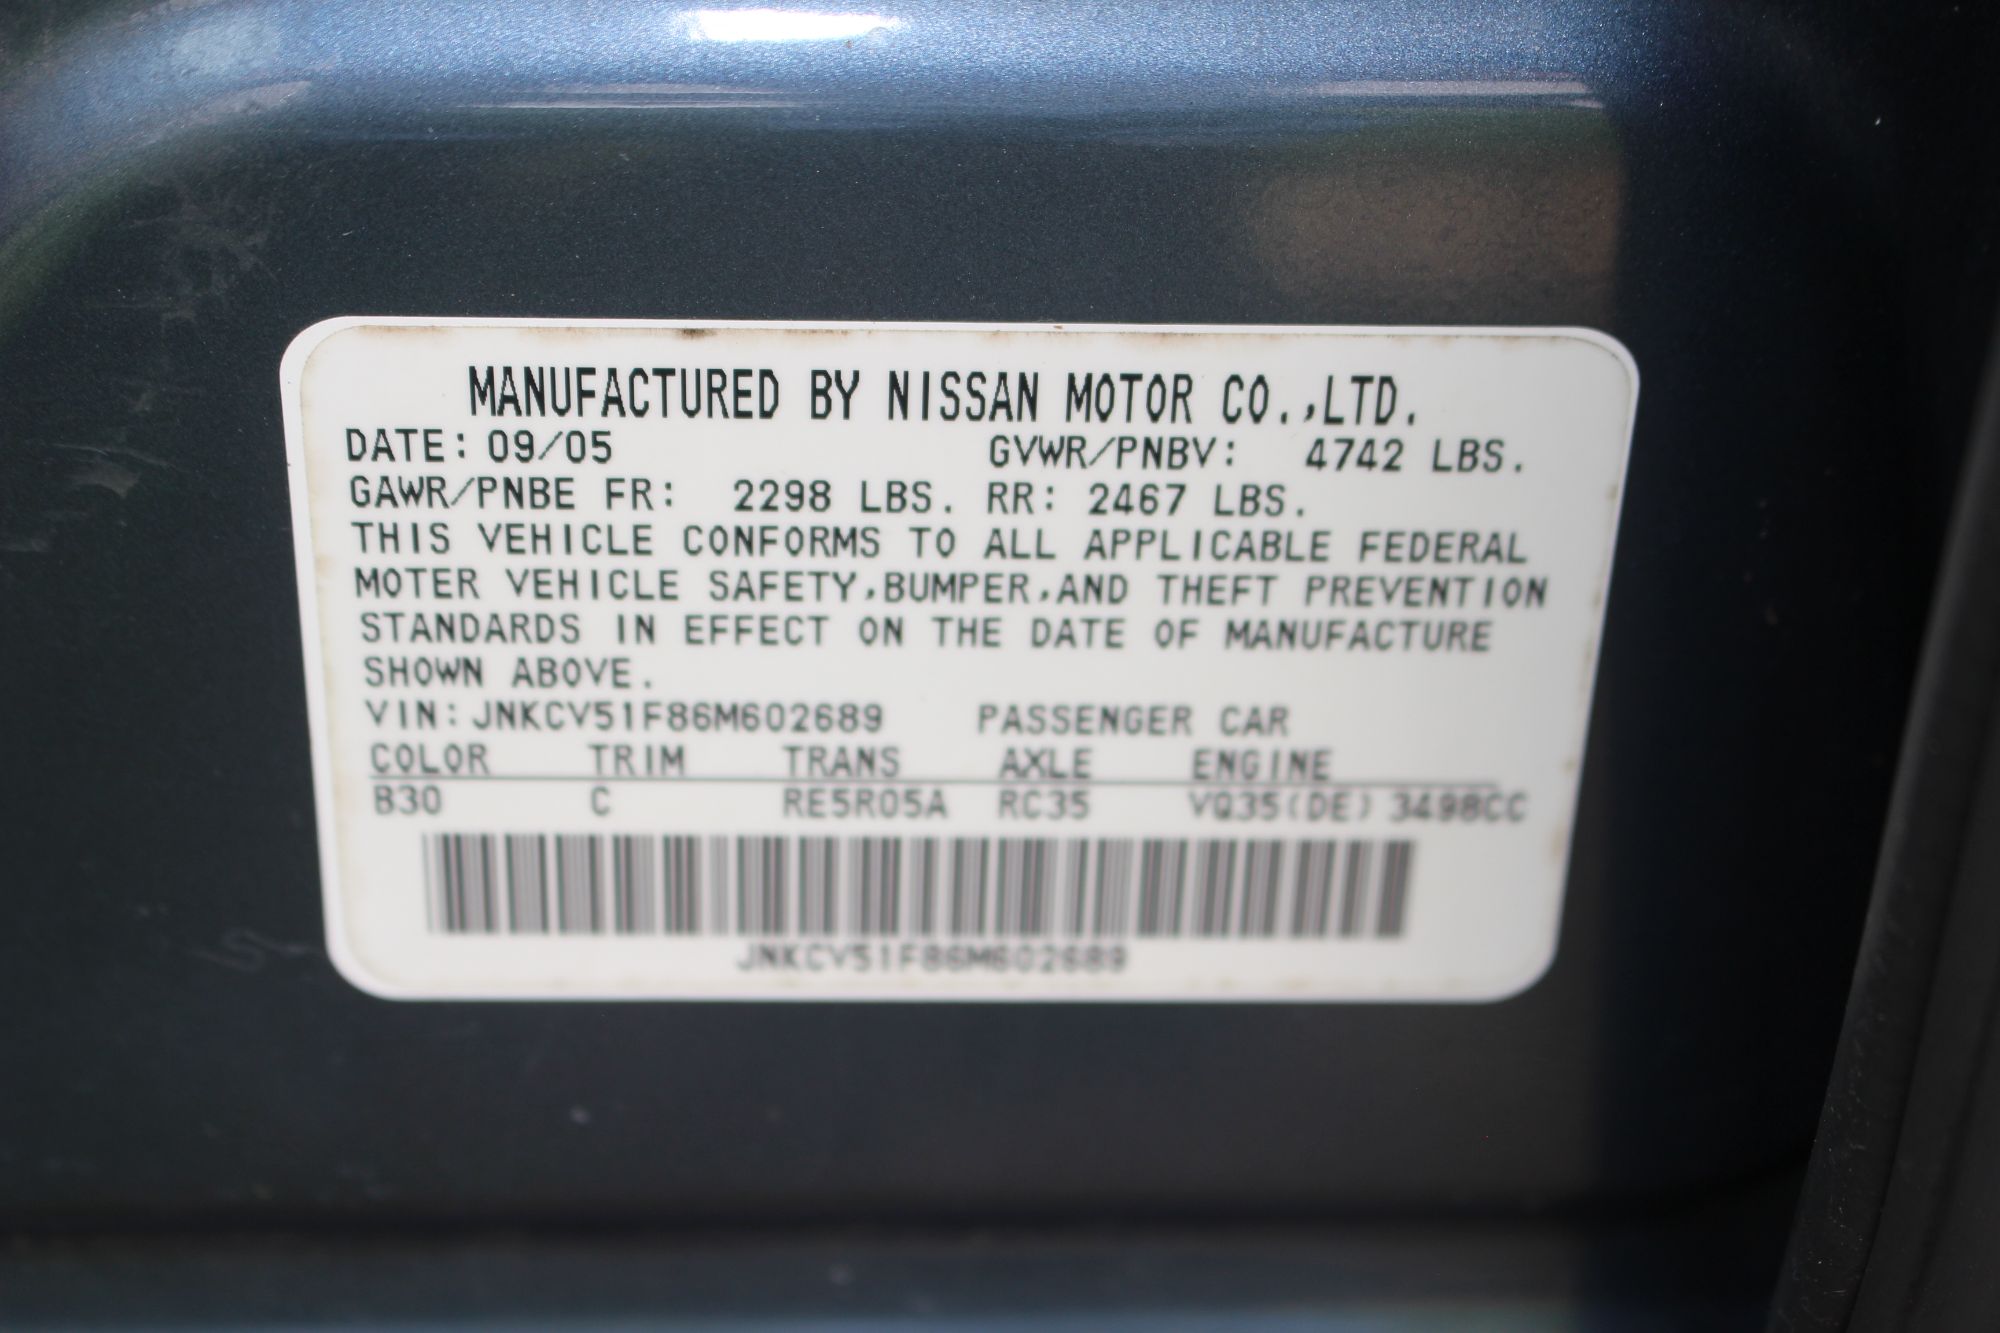 MANUFACTURED BY NISSAN MOTOR CO.,LTD.
DATE: 09/05 GVWR/PNBV: 4742 LBS.
GAWR/PNBE FR: 2298 LBS. RR: 2467 LBS.
THIS VEHICLE CONFORMS TO ALL APPLICABLE FEDERAL
MOTER VEHICLE SAFETY,BUMPER,AND THEFT PREVENTION
STANDARDS IN EFFECT ON THE DATE OF MANUFACTURE
SHOWN ABOVE.
VIN: JNKCV51F86M602689 PASSENGER CAR
COLOR TRIM TRANS AXLE ENGINE
B30 C RE5R05A RC35 VQ35(DE) 3498CC
JNKCV51F86M602689